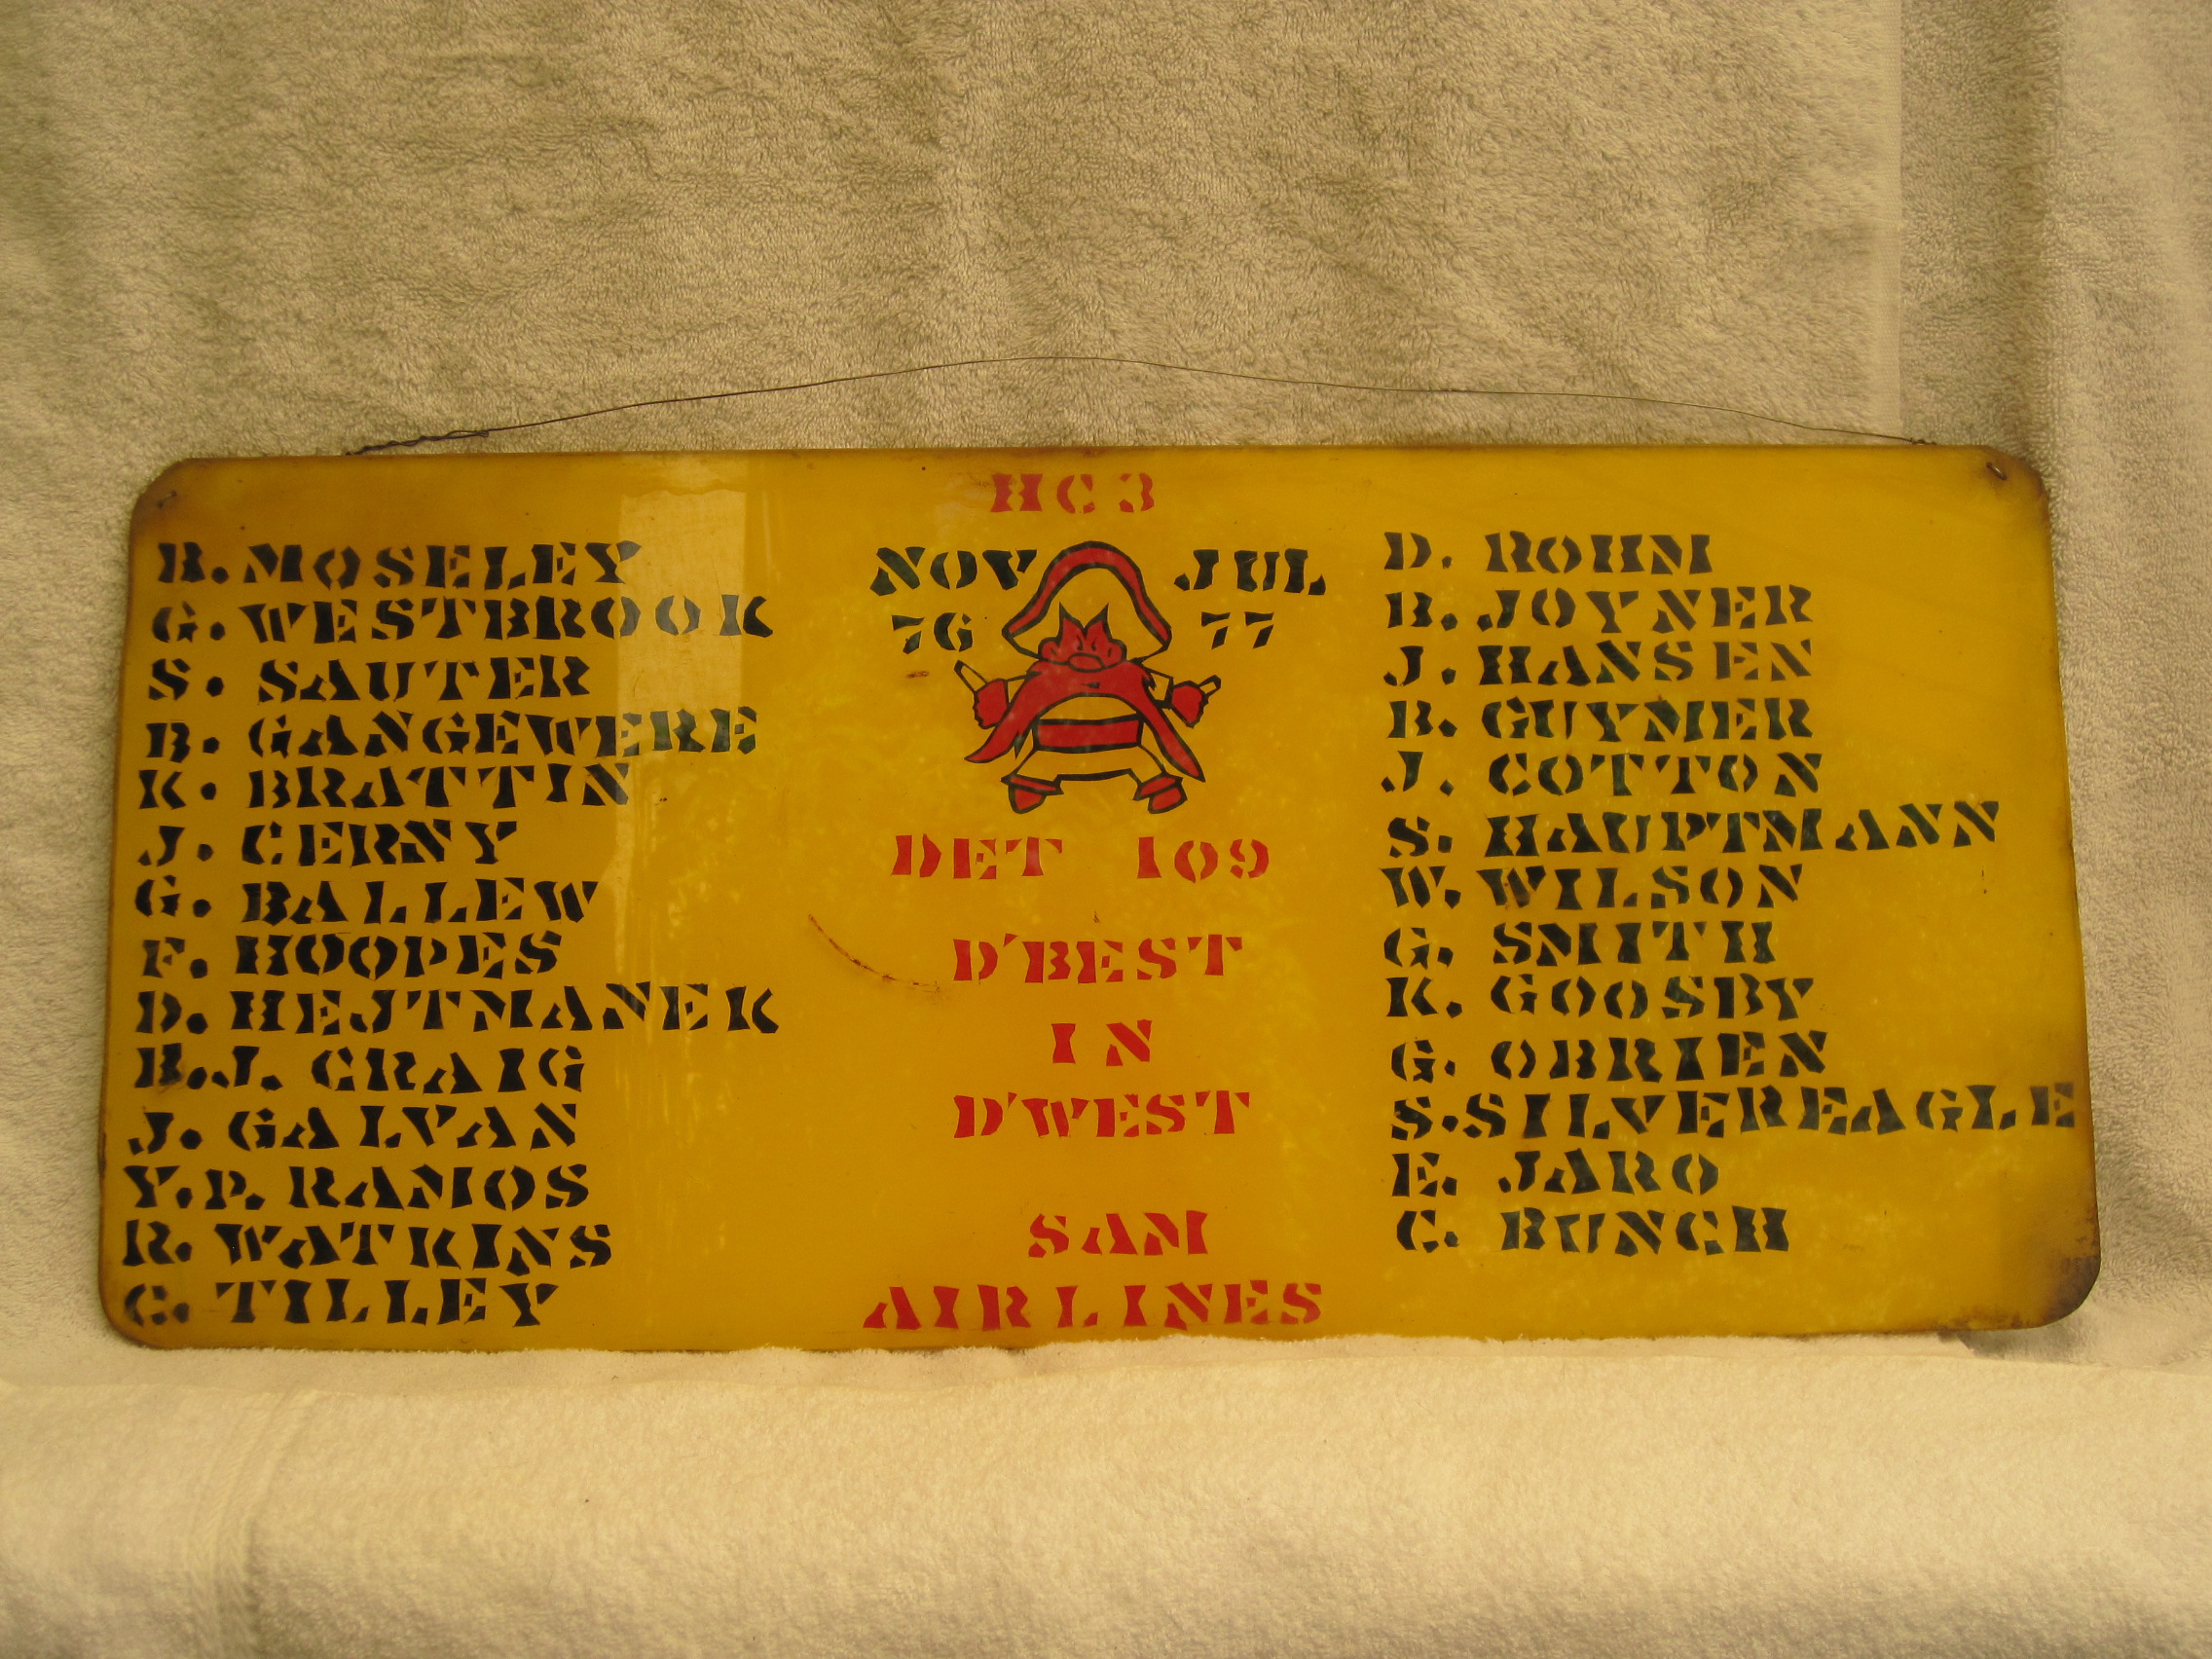 HC 3
B. MOSELEY
G. WESTBROOK
S. SAUTER
B. GANGEWERE
K. BRATTIN
J. CERNY
G. BALLEW
F. HOOPES
D. HEJTMANEK
B.J. CRAIG
J. GALVAN
Y.P. RAMOS
R. WATKINS
C. TILLEY
NOV JUL
76 77
DET 109
D'BEST
IN
D'WEST
SAM
AIRLINES
D. ROHM
B. JOYNER
J. HANSEN
B. GUYMER
J. COTTON
S. HAUPTMANN
W. WILSON
G. SMITH
K. GOOSBY
G. OBRIEN
S. SILVEREAGLE
E. JARO
C. BUNCH